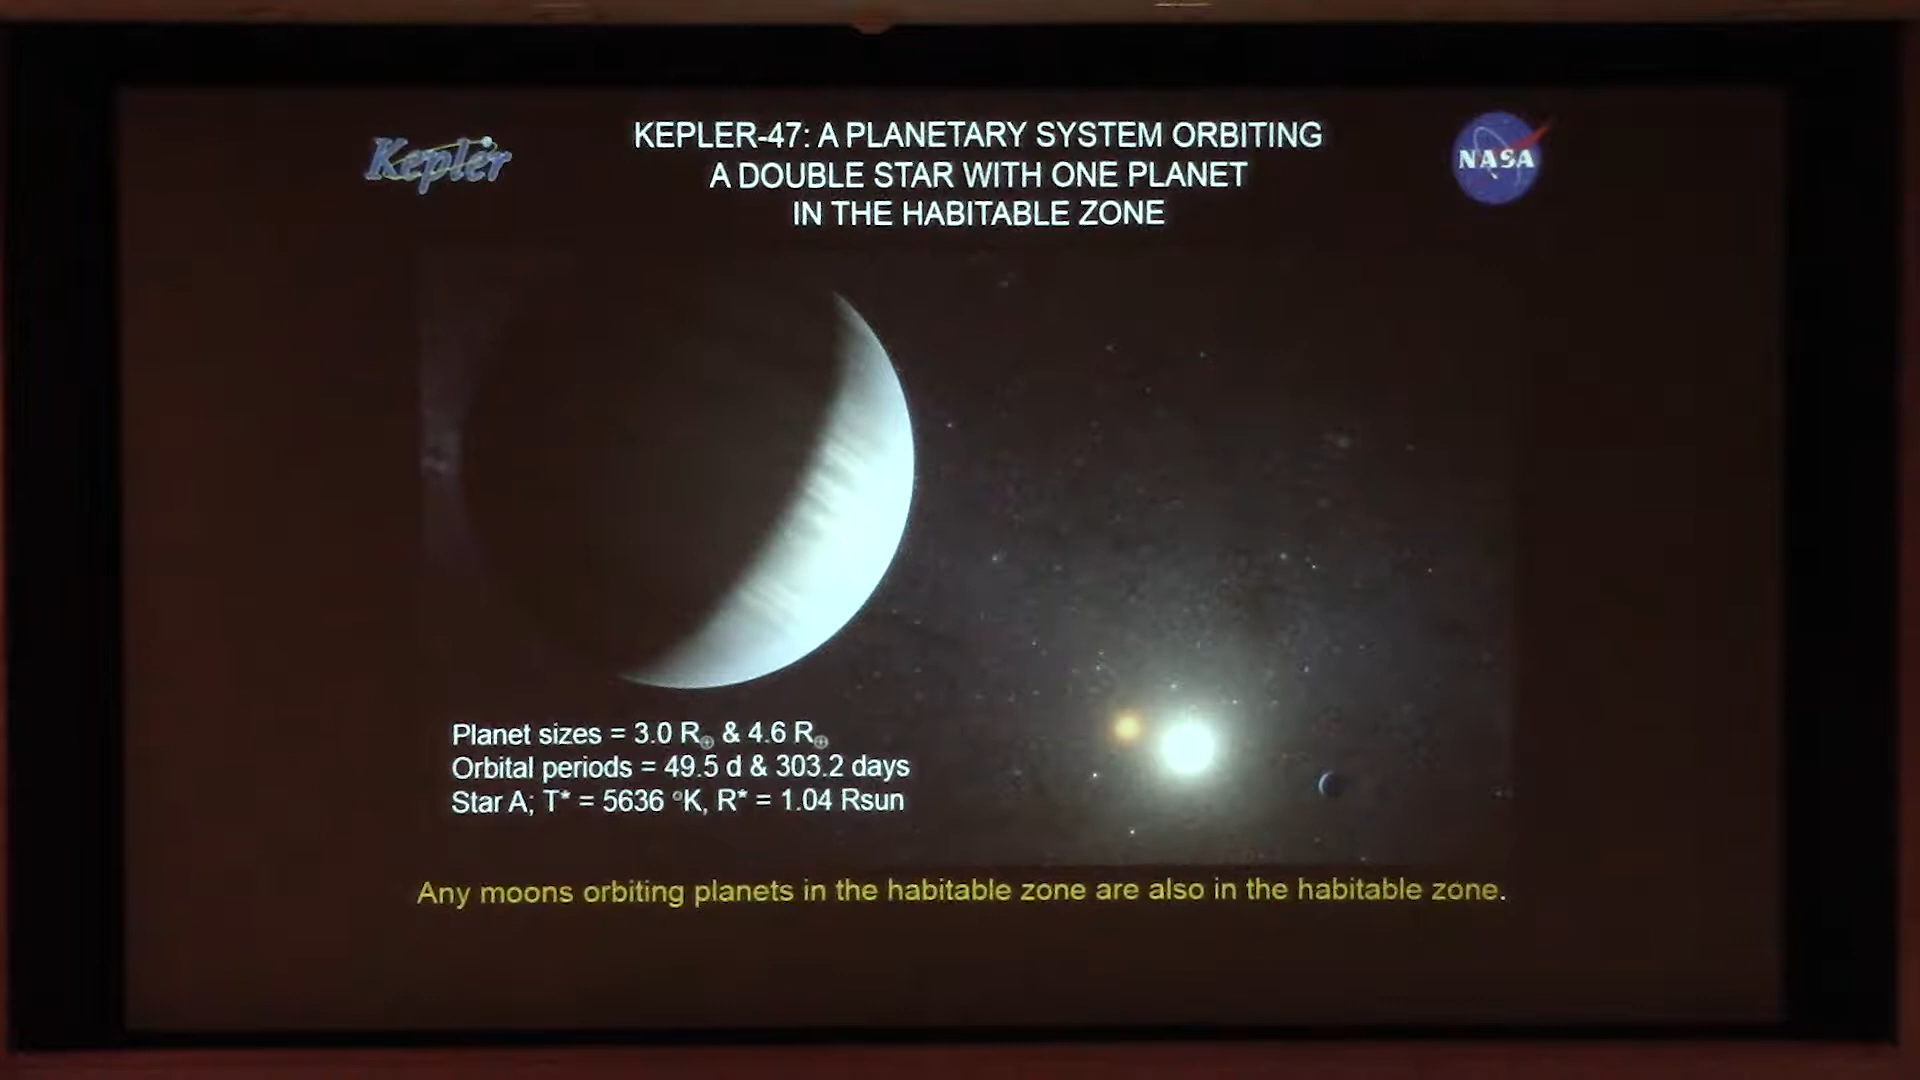 Kepler
KEPLER-47: A PLANETARY SYSTEM ORBITING
A DOUBLE STAR WITH ONE PLANET
IN THE HABITABLE ZONE
NASA
Planet sizes = 3.0 R⊕ & 4.6 R⊕
Orbital periods = 49.5 d & 303.2 days
Star A; T* = 5636 °K, R* = 1.04 Rsun
Any moons orbiting planets in the habitable zone are also in the habitable zone.